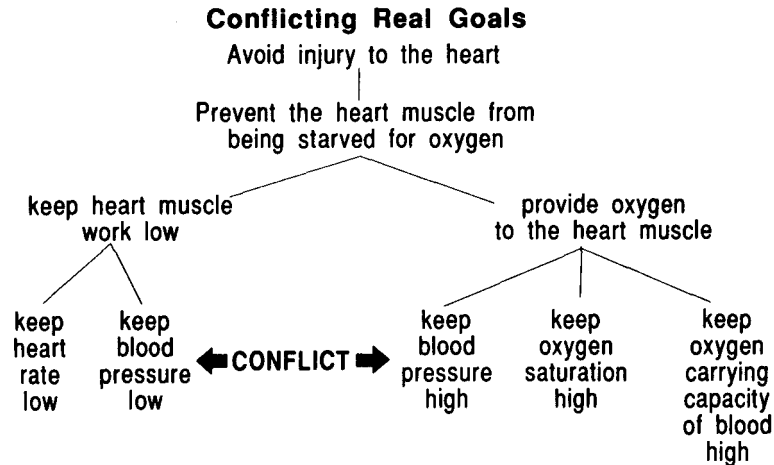 Conflicting Real Goals
Avoid injury to the heart
Prevent the heart muscle from
being starved for oxygen
keep heart muscle
work low
provide oxygen
to the heart muscle
keep
heart
rate
low
keep
blood
pressure
low
CONFLICT
keep
blood
pressure
high
keep
oxygen
saturation
high
keep
oxygen
carrying
capacity
of blood
high